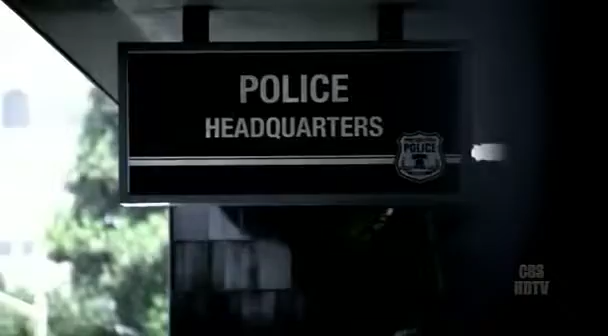 POLICE
HEADQUARTERS
POLICE
CBS
HDTV